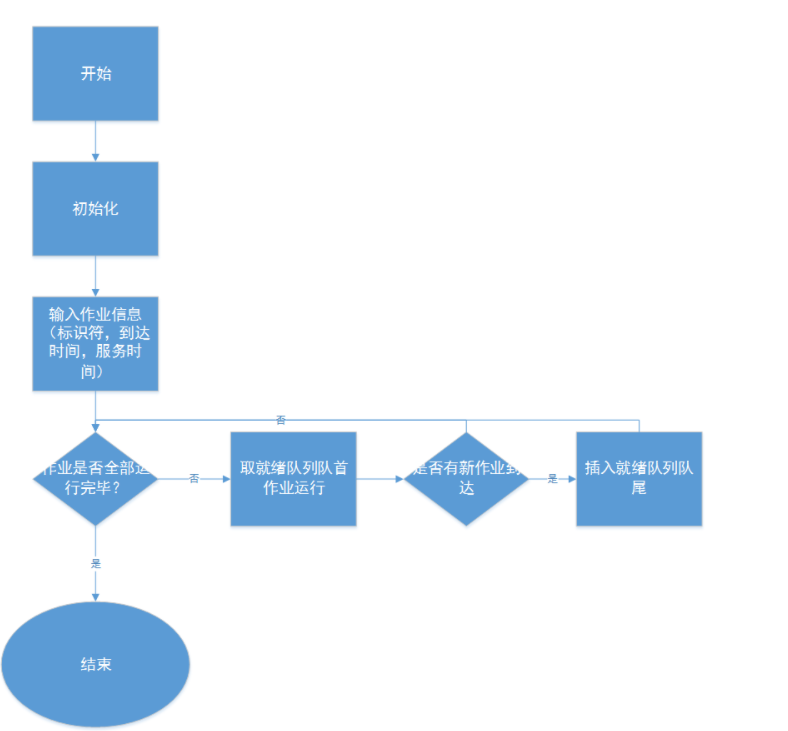 开始
初始化
输入作业信息
（标识符，到达
时间，服务时
间）
否
作业是否全部运
行完毕？
否
取就绪队列队首
作业运行
是否有新作业到
达
是
插入就绪队列队
尾
是
结束